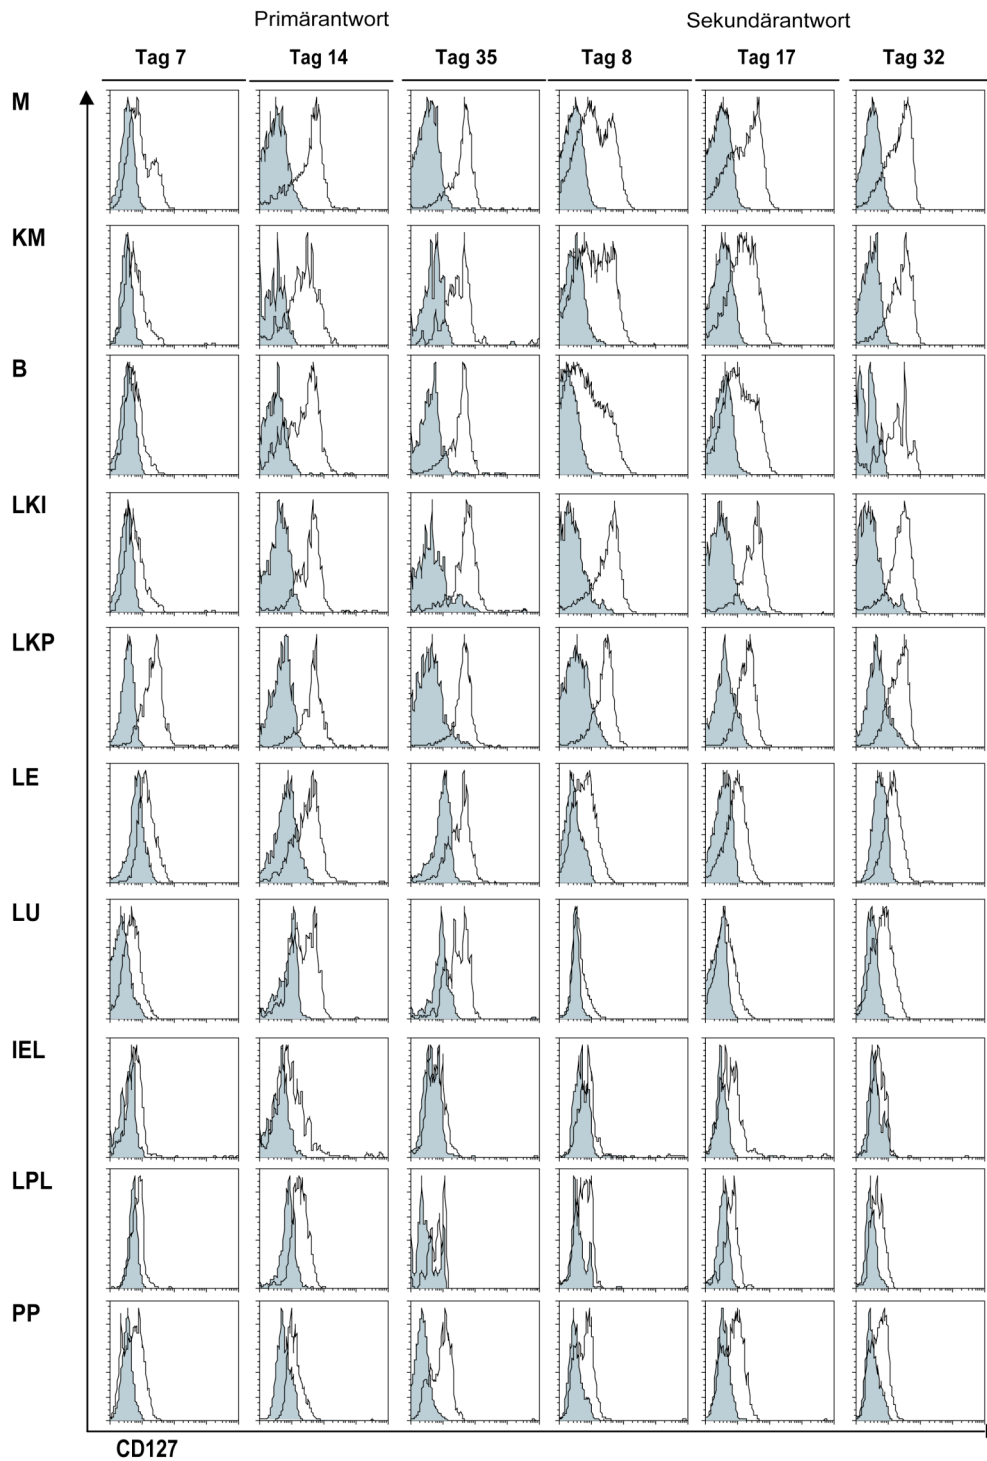 Primärantwort Sekundärantwort
Tag 7 Tag 14 Tag 35 Tag 8 Tag 17 Tag 32
M
KM
B
LKI
LKP
LE
LU
IEL
LPL
PP
CD127